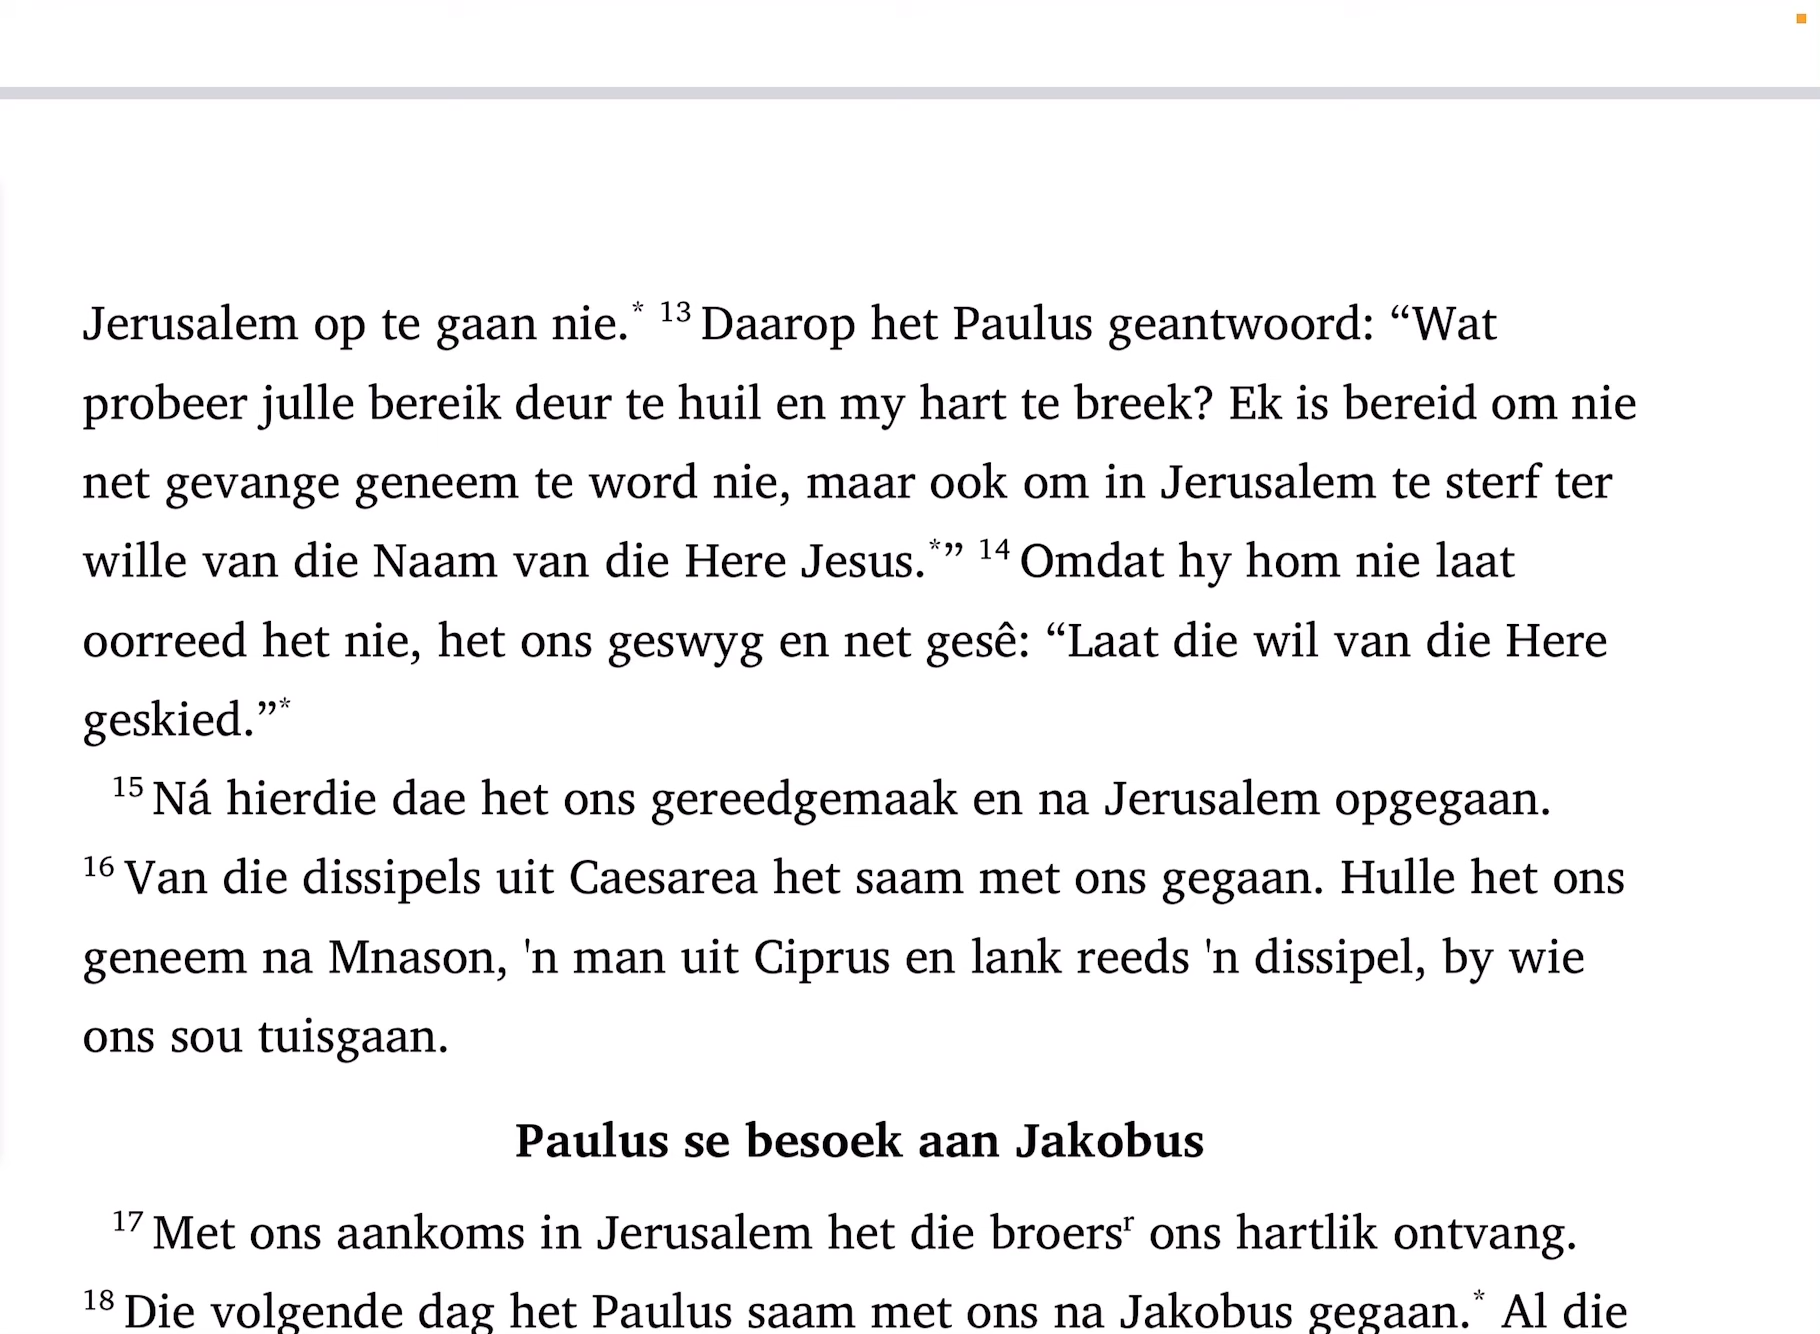 Jerusalem op te gaan nie.* 13 Daarop het Paulus geantwoord: “Wat
probeer julle bereik deur te huil en my hart te breek? Ek is bereid om nie
net gevange geneem te word nie, maar ook om in Jerusalem te sterf ter
wille van die Naam van die Here Jesus.*” 14 Omdat hy hom nie laat
oorreed het nie, het ons geswyg en net gesê: “Laat die wil van die Here
geskied.”*
15 Ná hierdie dae het ons gereedgemaak en na Jerusalem opgegaan.
16 Van die dissipels uit Caesarea het saam met ons gegaan. Hulle het ons
geneem na Mnason, 'n man uit Ciprus en lank reeds 'n dissipel, by wie
ons sou tuisgaan.
Paulus se besoek aan Jakobus
17 Met ons aankoms in Jerusalem het die broersr ons hartlik ontvang.
18 Die volgende dag het Paulus saam met ons na Jakobus gegaan.* Al die